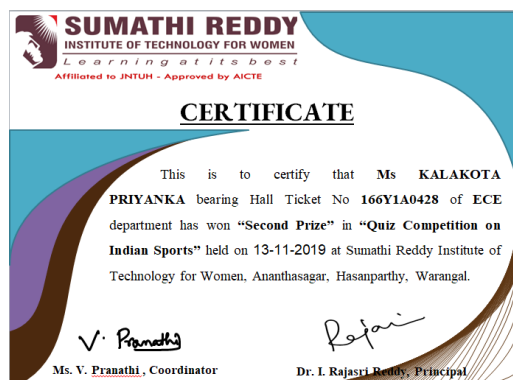 SUMATHI REDDY
INSTITUTE OF TECHNOLOGY FOR WOMEN
Learning at its best
Affiliated to JNTUH - Approved by AICTE
CERTIFICATE
This is to certify that Ms KALAKOTA
PRIYANKA bearing Hall Ticket No 166Y1A0428 of ECE
department has won “Second Prize” in “Quiz Competition on
Indian Sports” held on 13-11-2019 at Sumathi Reddy Institute of
Technology for Women, Ananthasagar, Hasanparthy, Warangal.
V. Pranathi
Rajasri
Ms. V. Pranathi , Coordinator
Dr. I. Rajasri Reddy, Principal